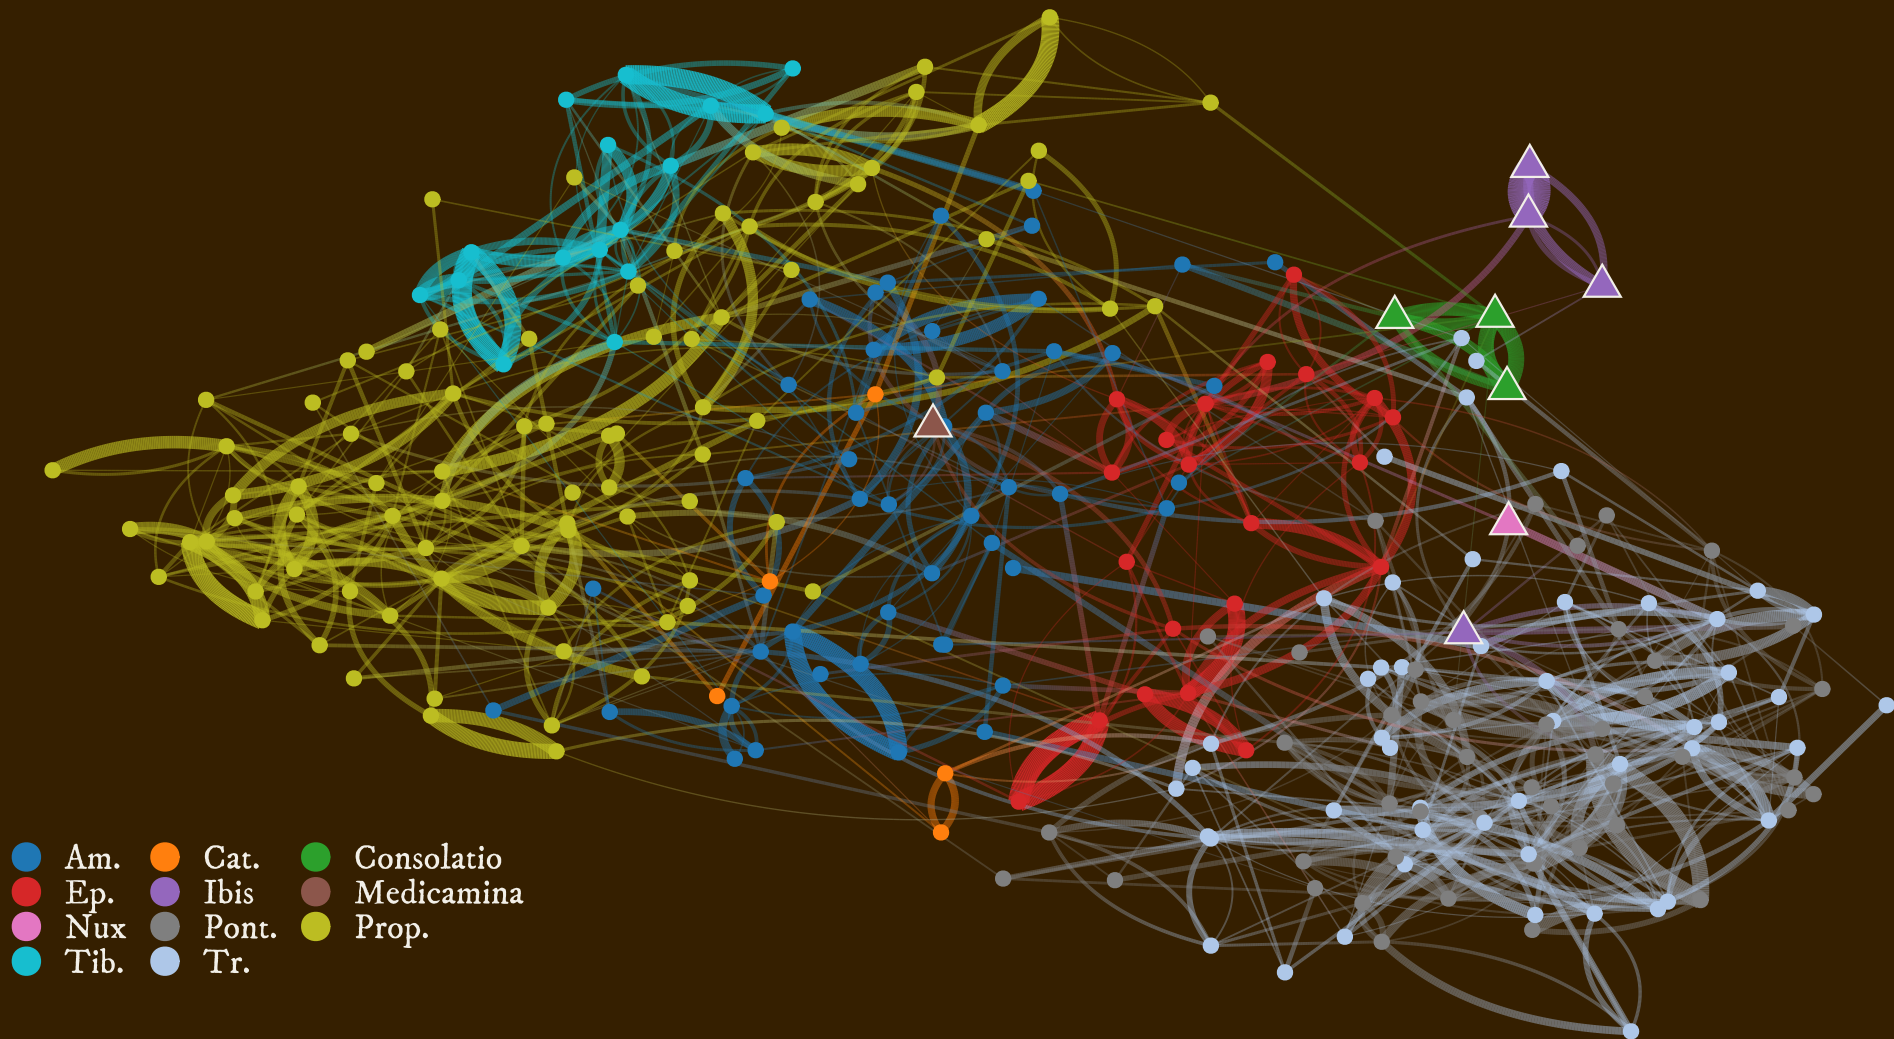 Am. Cat. Consolatio
Ep. Ibis Medicamina
Nux Pont. Prop.
Tib. Tr.